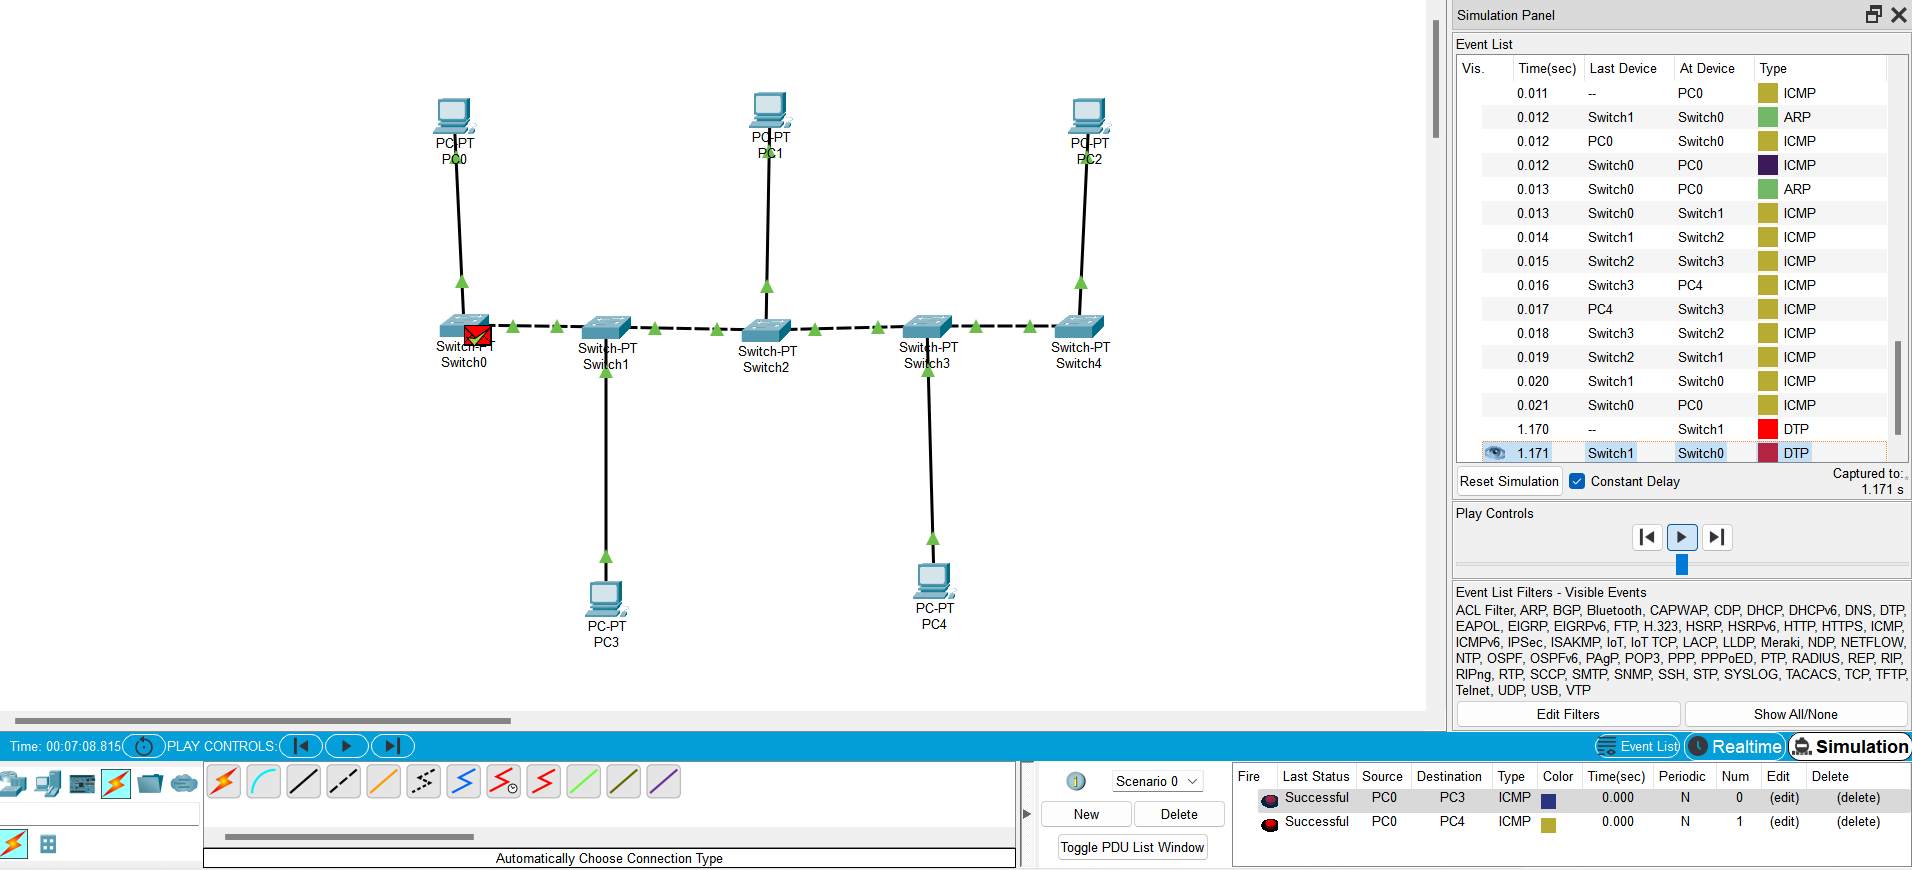 PC-PT
PC0
PC-PT
PC1
PC-PT
PC2
Switch-PT
Switch0
Switch-PT
Switch1
Switch-PT
Switch2
Switch-PT
Switch3
Switch-PT
Switch4
PC-PT
PC3
PC-PT
PC4
Simulation Panel
Event List
Vis. Time(sec) Last Device At Device Type
0.011 -- PC0 ICMP
0.012 Switch1 Switch0 ARP
0.012 PC0 Switch0 ICMP
0.012 Switch0 PC0 ICMP
0.013 Switch0 PC0 ARP
0.013 Switch0 Switch1 ICMP
0.014 Switch1 Switch2 ICMP
0.015 Switch2 Switch3 ICMP
0.016 Switch3 PC4 ICMP
0.017 PC4 Switch3 ICMP
0.018 Switch3 Switch2 ICMP
0.019 Switch2 Switch1 ICMP
0.020 Switch1 Switch0 ICMP
0.021 Switch0 PC0 ICMP
1.170 -- Switch1 DTP
1.171 Switch1 Switch0 DTP
Reset Simulation Constant Delay Captured to:
1.171 s
Play Controls
Event List Filters - Visible Events
ACL Filter, ARP, BGP, Bluetooth, CAPWAP, CDP, DHCP, DHCPv6, DNS, DTP,
EAPOL, EIGRP, EIGRPv6, FTP, H.323, HSRP, HSRPv6, HTTP, HTTPS, ICMP,
ICMPv6, IPSec, ISAKMP, IoT, IoT TCP, LACP, LLDP, Meraki, NDP, NETFLOW,
NTP, OSPF, OSPFv6, PAgP, POP3, PPP, PPPoED, PTP, RADIUS, REP, RIP,
RIPng, RTP, SCCP, SMTP, SNMP, SSH, STP, SYSLOG, TACACS, TCP, TFTP,
Telnet, UDP, USB, VTP
Edit Filters Show All/None
Time: 00:07:08.815 PLAY CONTROLS: Event List Realtime Simulation
Automatically Choose Connection Type
Scenario 0
New Delete
Toggle PDU List Window
Fire Last Status Source Destination Type Color Time(sec) Periodic Num Edit Delete
Successful PC0 PC3 ICMP 0.000 N 0 (edit) (delete)
Successful PC0 PC4 ICMP 0.000 N 1 (edit) (delete)